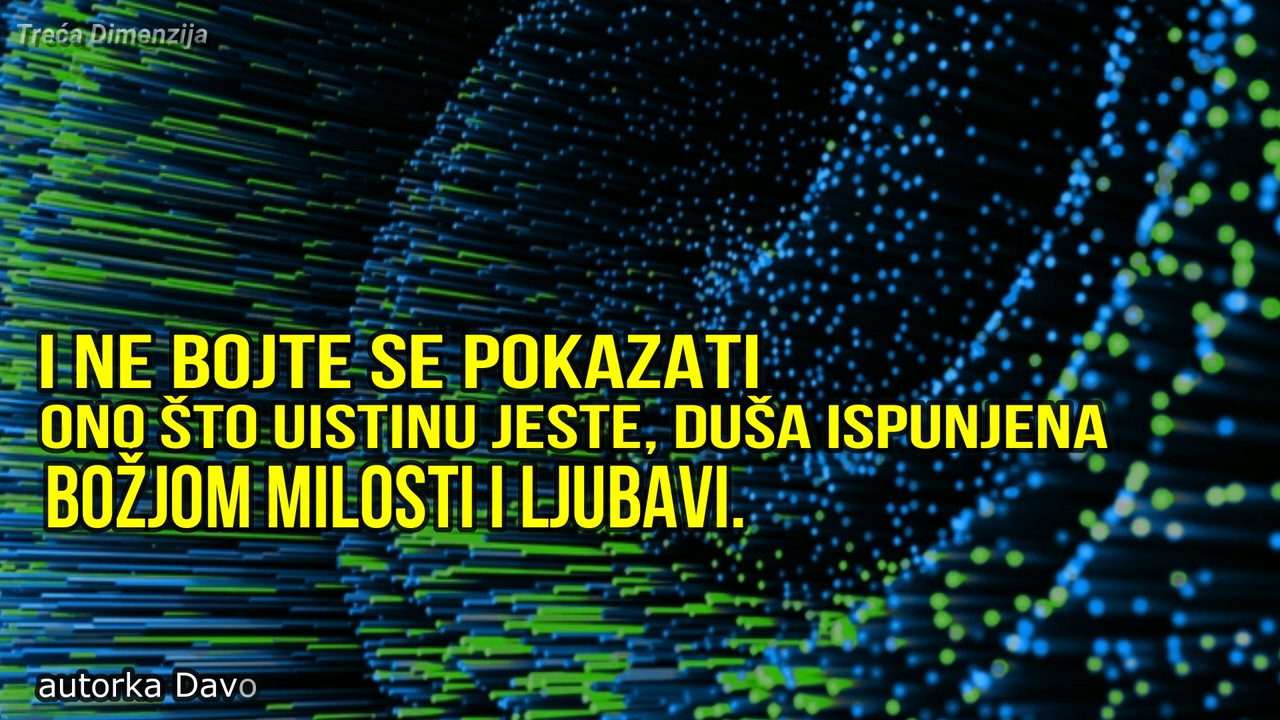 Treća Dimenzija
I NE BOJTE SE POKAZATI
ONO ŠTO UISTINU JESTE, DUŠA ISPUNJENA
BOŽJOM MILOSTI I LJUBAVI.
autorka Davo